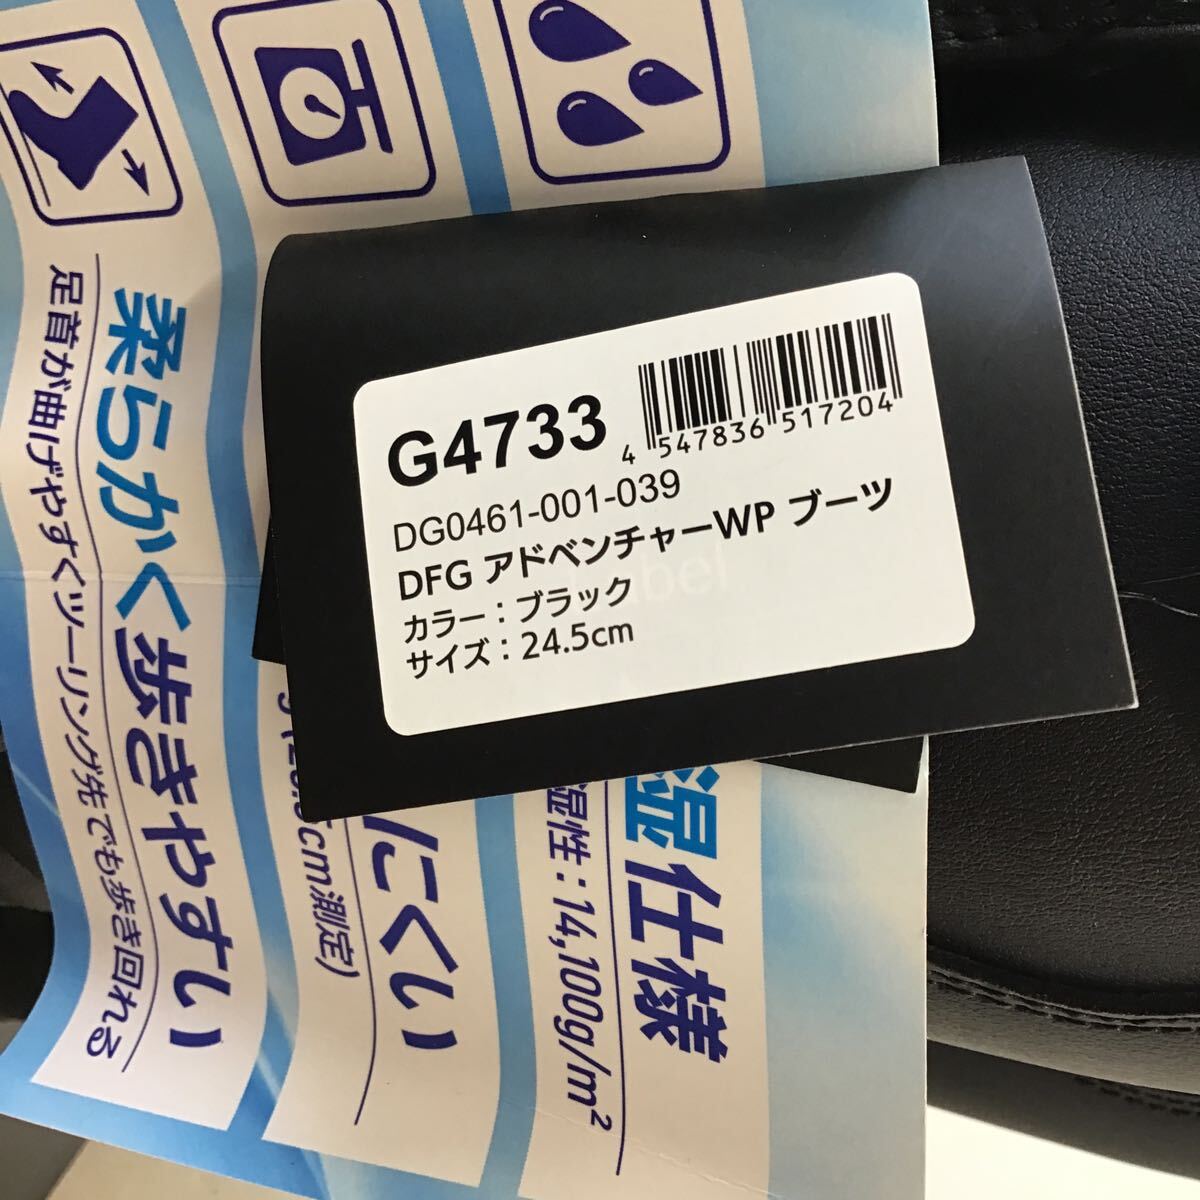 G4733
4 547836 517204
DG0461-001-039
DFG アドベンチャーWP ブーツ
カラー：ブラック
サイズ：24.5cm
湿仕様
湿性：14,100g/m²
にくい
cm測定)
柔らかく歩きやすい
足首が曲げやすくツーリング先でも歩き回れる